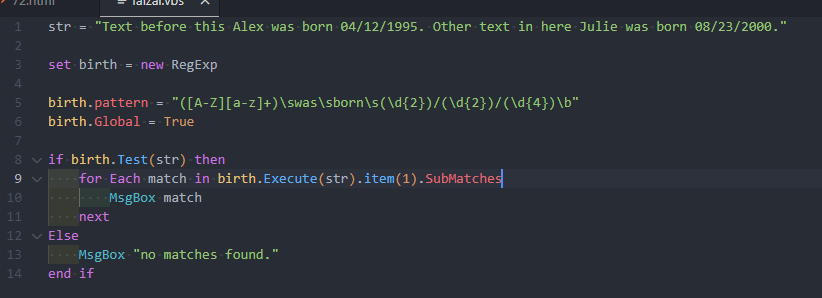 72.html
faizal.vbs
1 str = "Text before this Alex was born 04/12/1995. Other text in here Julie was born 08/23/2000."
2
3 set birth = new RegExp
4
5 birth.pattern = "([A-Z][a-z]+)\swas\sborn\s(\d{2})/(\d{2})/(\d{4})\b"
6 birth.Global = True
7
8 if birth.Test(str) then
9 for Each match in birth.Execute(str).item(1).SubMatches
10 MsgBox match
11 next
12 Else
13 MsgBox "no matches found."
14 end if